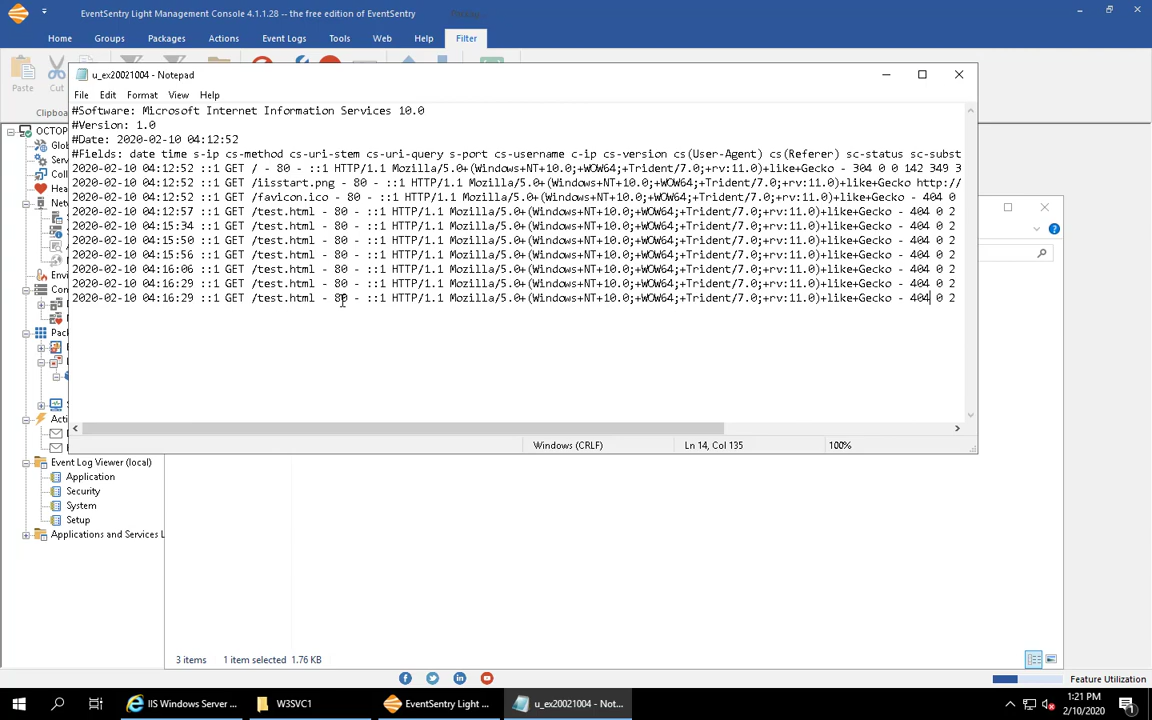 EventSentry Light Management Console 4.1.1.28 -- the free edition of EventSentry
Home Groups Packages Actions Event Logs Tools Web Help Filter
Paste
Cut
Clipboa
u_ex20021004 - Notepad
File Edit Format View Help
#Software: Microsoft Internet Information Services 10.0
#Version: 1.0
#Date: 2020-02-10 04:12:52
#Fields: date time s-ip cs-method cs-uri-stem cs-uri-query s-port cs-username c-ip cs-version cs(User-Agent) cs(Referer) sc-status sc-subst
2020-02-10 04:12:52 ::1 GET / - 80 - ::1 HTTP/1.1 Mozilla/5.0+(Windows+NT+10.0;+WOW64;+Trident/7.0;+rv:11.0)+like+Gecko - 304 0 0 142 349 3
2020-02-10 04:12:52 ::1 GET /iisstart.png - 80 - ::1 HTTP/1.1 Mozilla/5.0+(Windows+NT+10.0;+WOW64;+Trident/7.0;+rv:11.0)+like+Gecko http://
2020-02-10 04:12:52 ::1 GET /favicon.ico - 80 - ::1 HTTP/1.1 Mozilla/5.0+(Windows+NT+10.0;+WOW64;+Trident/7.0;+rv:11.0)+like+Gecko - 404 0
2020-02-10 04:12:57 ::1 GET /test.html - 80 - ::1 HTTP/1.1 Mozilla/5.0+(Windows+NT+10.0;+WOW64;+Trident/7.0;+rv:11.0)+like+Gecko - 404 0 2
2020-02-10 04:15:34 ::1 GET /test.html - 80 - ::1 HTTP/1.1 Mozilla/5.0+(Windows+NT+10.0;+WOW64;+Trident/7.0;+rv:11.0)+like+Gecko - 404 0 2
2020-02-10 04:15:50 ::1 GET /test.html - 80 - ::1 HTTP/1.1 Mozilla/5.0+(Windows+NT+10.0;+WOW64;+Trident/7.0;+rv:11.0)+like+Gecko - 404 0 2
2020-02-10 04:15:56 ::1 GET /test.html - 80 - ::1 HTTP/1.1 Mozilla/5.0+(Windows+NT+10.0;+WOW64;+Trident/7.0;+rv:11.0)+like+Gecko - 404 0 2
2020-02-10 04:16:06 ::1 GET /test.html - 80 - ::1 HTTP/1.1 Mozilla/5.0+(Windows+NT+10.0;+WOW64;+Trident/7.0;+rv:11.0)+like+Gecko - 404 0 2
2020-02-10 04:16:29 ::1 GET /test.html - 80 - ::1 HTTP/1.1 Mozilla/5.0+(Windows+NT+10.0;+WOW64;+Trident/7.0;+rv:11.0)+like+Gecko - 404 0 2
2020-02-10 04:16:29 ::1 GET /test.html - 80 - ::1 HTTP/1.1 Mozilla/5.0+(Windows+NT+10.0;+WOW64;+Trident/7.0;+rv:11.0)+like+Gecko - 404 0 2
Windows (CRLF) Ln 14, Col 135 100%
OCTOP
Glob
Serv
Coll
Hea
Net
Envi
Con
Pack
Acti
Event Log Viewer (local)
Application
Security
System
Setup
Applications and Services L
3 items 1 item selected 1.76 KB
Feature Utilization
IIS Windows Server ...
W3SVC1
EventSentry Light ...
u_ex20021004 - Not...
1:21 PM
2/10/2020
1